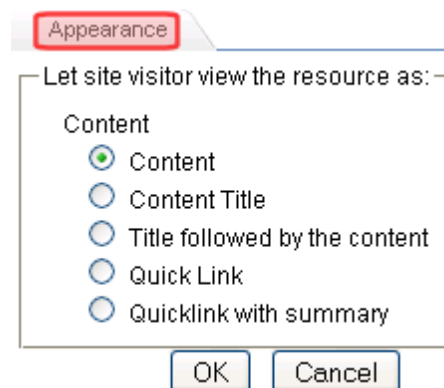 Appearance
Let site visitor view the resource as:
Content
Content
Content Title
Title followed by the content
Quick Link
Quicklink with summary
OK Cancel